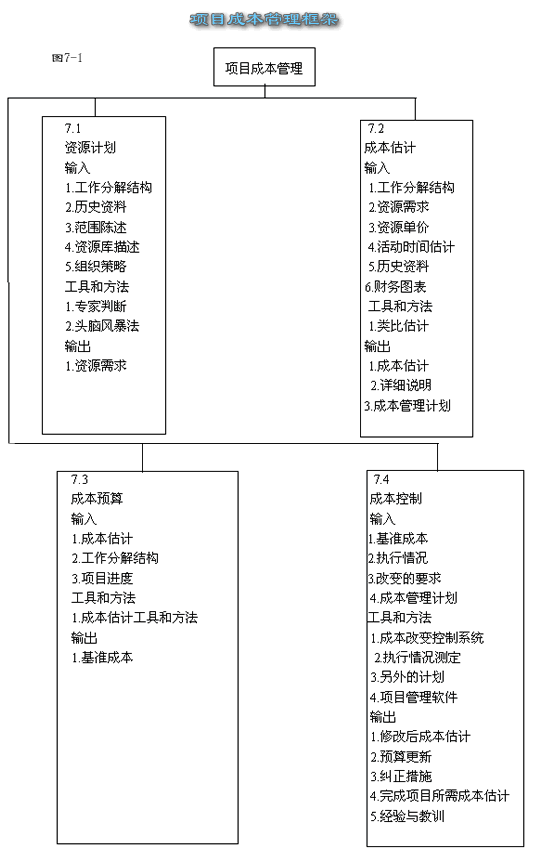 项目成本管理框架
图7-1
项目成本管理
7.1
资源计划
输入
1.工作分解结构
2.历史资料
3.范围陈述
4.资源库描述
5.组织策略
工具和方法
1.专家判断
2.头脑风暴法
输出
1.资源需求
7.2
成本估计
输入
1.工作分解结构
2.资源需求
3.资源单价
4.活动时间估计
5.历史资料
6.财务图表
工具和方法
1.类比估计
输出
1.成本估计
2.详细说明
3.成本管理计划
7.3
成本预算
输入
1.成本估计
2.工作分解结构
3.项目进度
工具和方法
1.成本估计工具和方法
输出
1.基准成本
7.4
成本控制
输入
1.基准成本
2.执行情况
3.改变的要求
4.成本管理计划
工具和方法
1.成本改变控制系统
2.执行情况测定
3.另外的计划
4.项目管理软件
输出
1.修改后成本估计
2.预算更新
3.纠正措施
4.完成项目所需成本估计
5.经验与教训